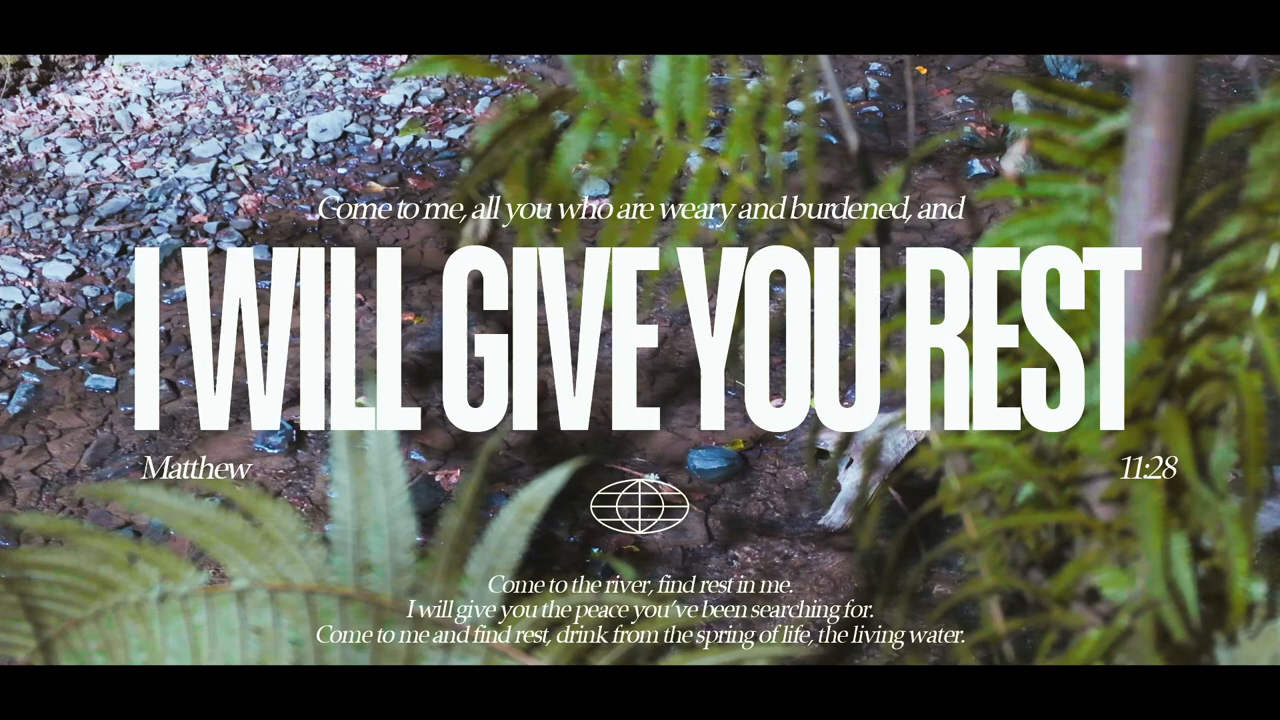 Come to me, all you who are weary and burdened, and
I WILL GIVE YOU REST
Matthew
11:28
Come to the river, find rest in me.
I will give you the peace you've been searching for.
Come to me and find rest, drink from the spring of life, the living water.